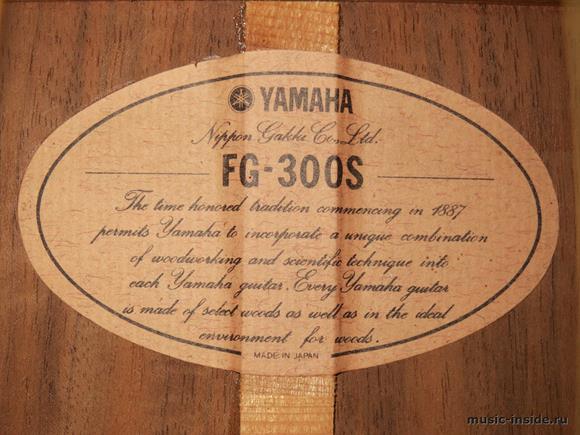 YAMAHA
Nippon Gakki Co., Ltd.
FG-300S
The time honored tradition commencing in 1887
permits Yamaha to incorporate a unique combination
of woodworking and scientific technique into
each Yamaha guitar. Every Yamaha guitar
is made of select woods as well as in the ideal
environment for woods.
MADE IN JAPAN
music-inside.ru